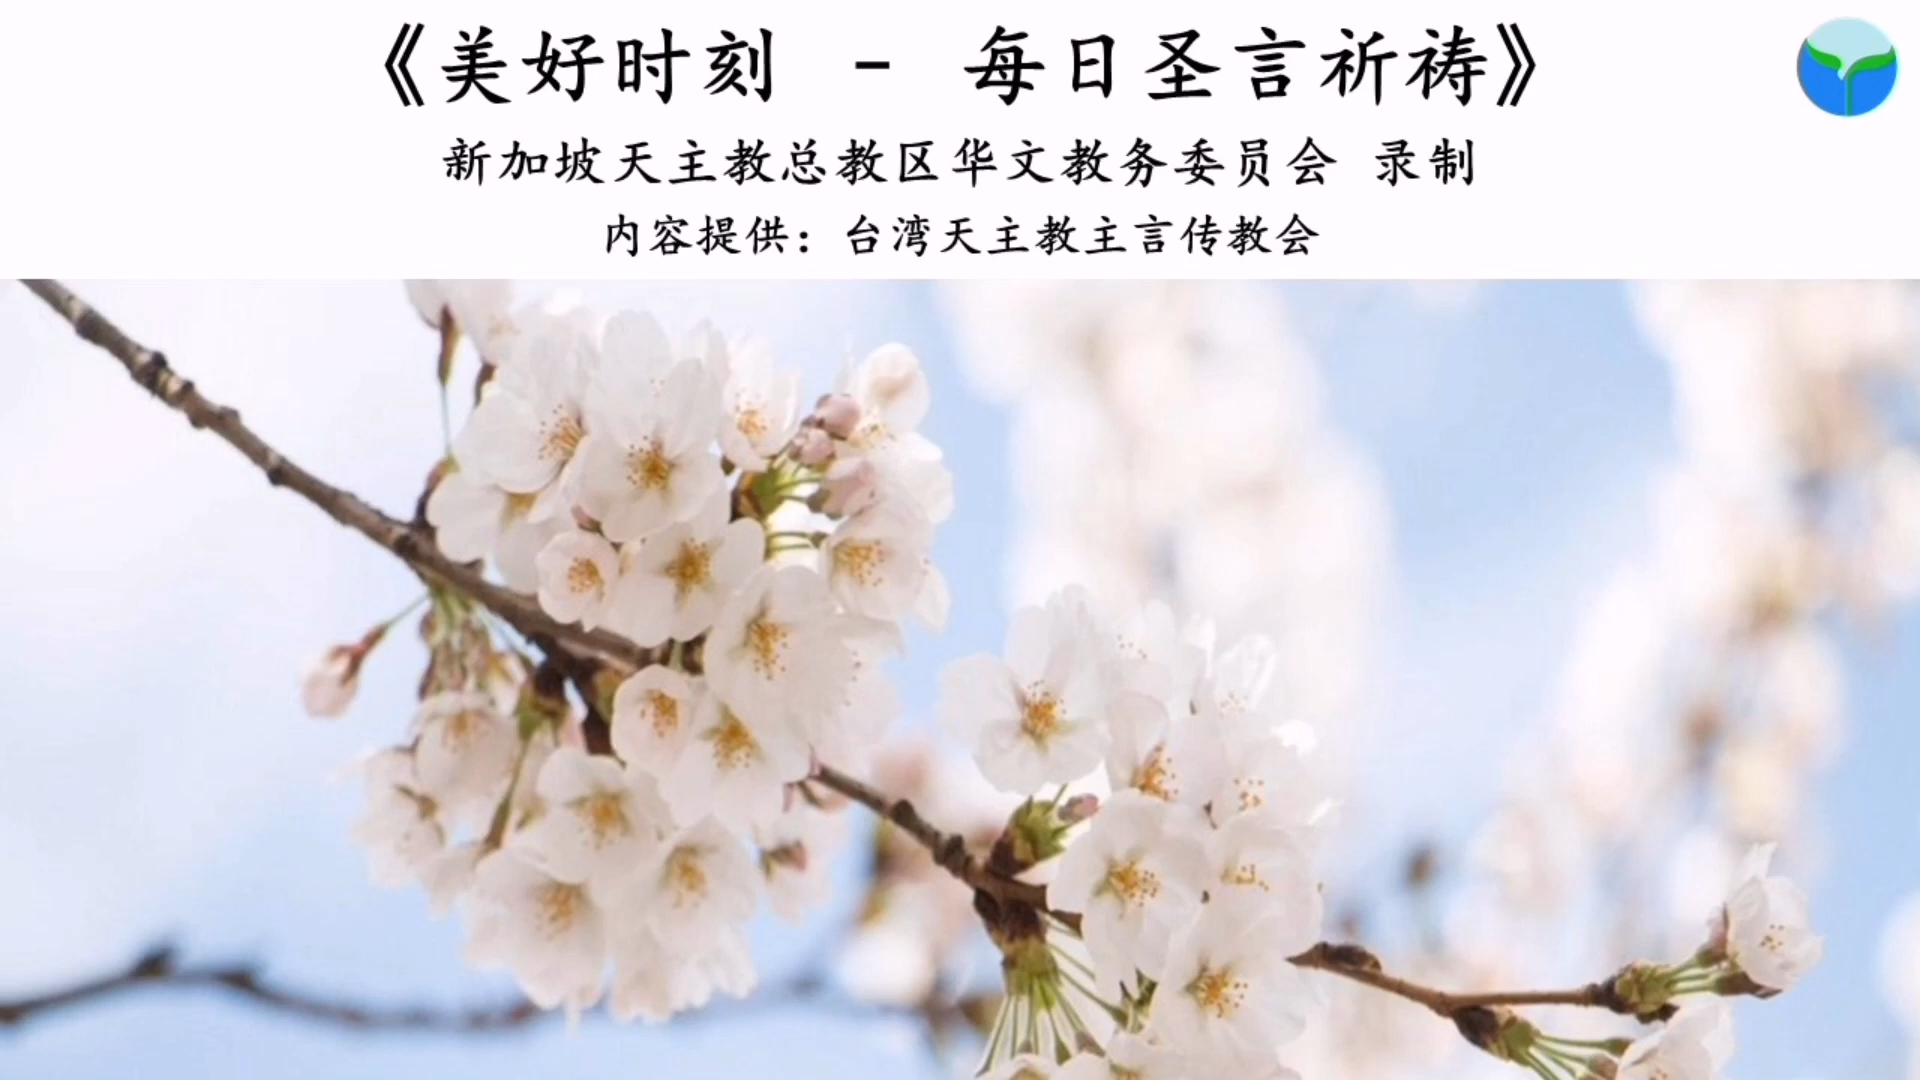 《美好时刻 - 每日圣言祈祷》
新加坡天主教总教区华文教务委员会 录制
内容提供：台湾天主教主言传教会